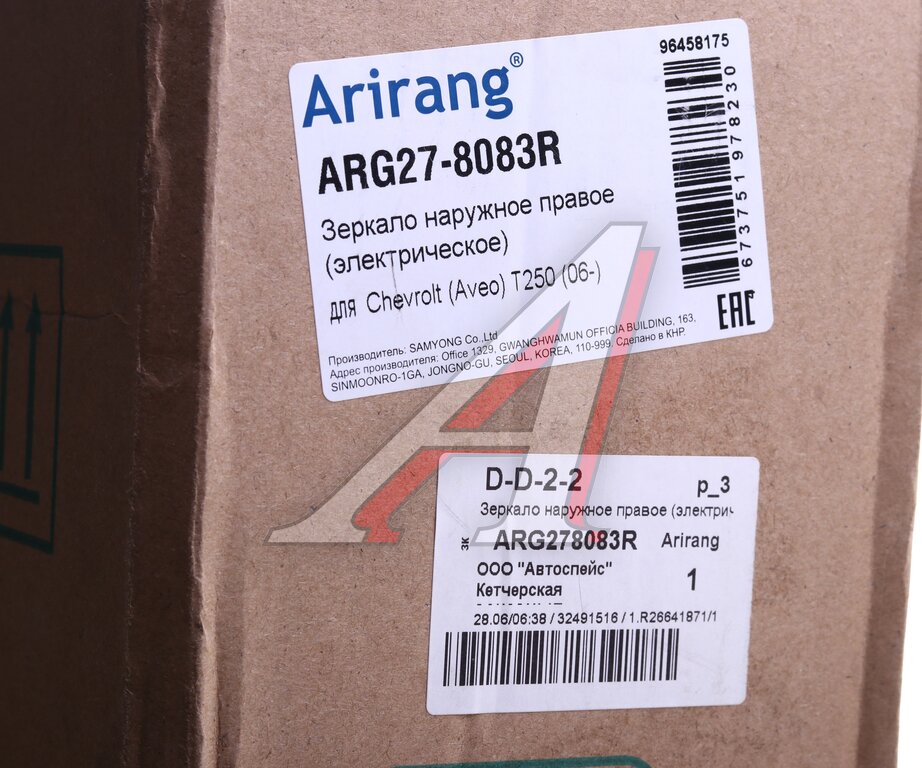 Arirang®
96458175
ARG27-8083R
Зеркало наружное правое
(электрическое)
для Chevrolt (Aveo) T250 (06-)
6737519782З0
EAC
Производитель: SAMYONG Co.,Ltd
Адрес производителя: Office 1329, GWANGHWAMUN OFFICIA BUILDING, 163,
SINMOONRO-1GA, JONGNO-GU, SEOUL, KOREA, 110-999. Сделано в КНР.
D-D-2-2
p_3
Зеркало наружное правое (электрич
зк ARG278083R Arirang
ООО "Автоспейс"
1
Кетчерская
28.06/06:38 / 32491516 / 1.R26641871/1